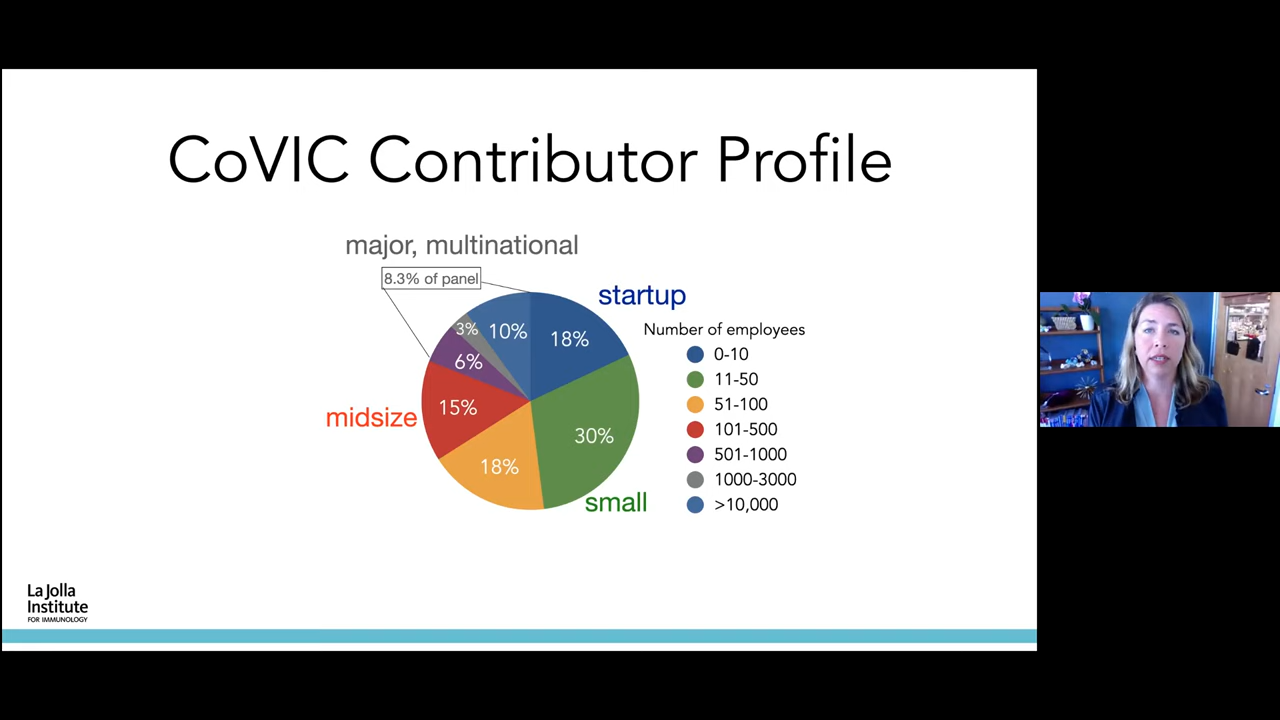 CoVIC Contributor Profile
major, multinational
8.3% of panel
startup
Number of employees
0-10
11-50
51-100
101-500
501-1000
1000-3000
>10,000
3%
10%
18%
6%
15%
30%
18%
midsize
small
La Jolla
Institute
FOR IMMUNOLOGY